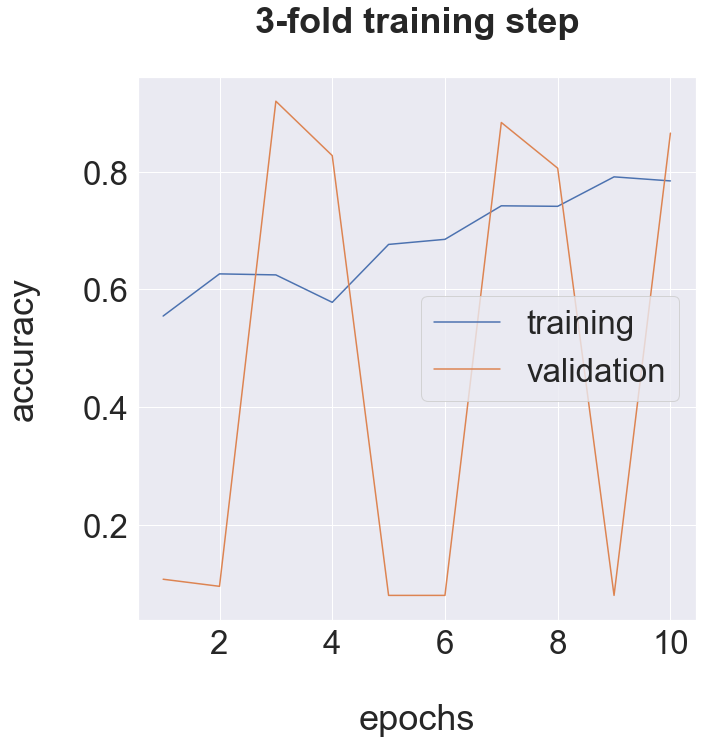 3-fold training step
accuracy
0.8
0.6
0.4
0.2
training
validation
2 4 6 8 10
epochs